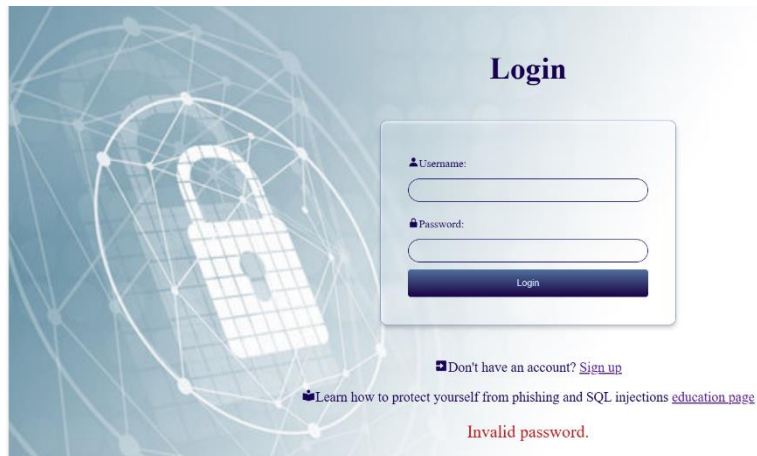 Login
Username:
Password:
Login
Don't have an account? Sign up
Learn how to protect yourself from phishing and SQL injections education page
Invalid password.